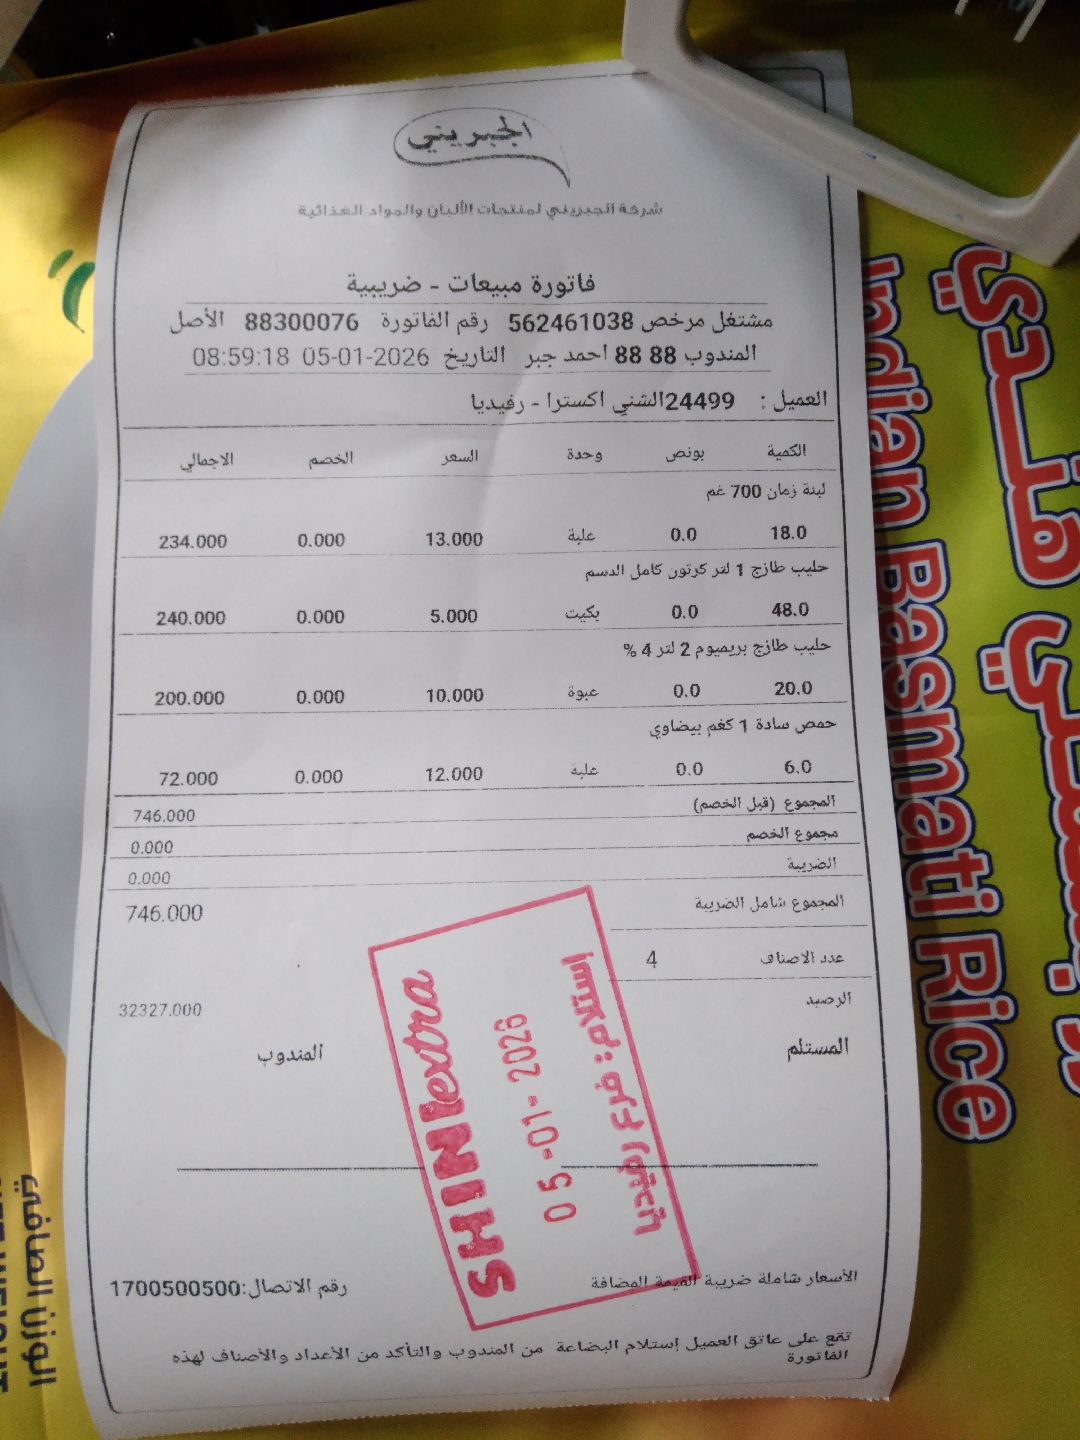 الجبريني
شركة الجبريني لمنتجات الألبان والمواد الغذائية
فاتورة مبيعات - ضريبية
مشتغل مرخص 562461038 رقم الفاتورة 88300076 الأصل
المندوب 88 88 احمد جبر التاريخ 05-01-2026 08:59:18
العميل : 24499الشني اكسترا - رفيديا
الكمية بونص وحدة السعر الخصم الاجمالي
لبنة زمان 700 غم
18.0 0.0 علبة 13.000 0.000 234.000
حليب طازج 1 لتر كرتون كامل الدسم
48.0 0.0 بكيت 5.000 0.000 240.000
حليب طازج بريميوم 2 لتر 4 %
20.0 0.0 عبوة 10.000 0.000 200.000
حمص سادة 1 كغم بيضاوي
6.0 0.0 علبة 12.000 0.000 72.000
المجموع (قبل الخصم) 746.000
مجموع الخصم 0.000
الضريبة 0.000
المجموع شامل الضريبة 746.000
عدد الاصناف 4
الرصيد 32327.000
المستلم المندوب
SHINI extra
05-01-2026
إستلام: فرع رفيديا
الأسعار شاملة ضريبة القيمة المضافة رقم الاتصال:1700500500
تقع على عاتق العميل إستلام البضاعة من المندوب والتأكد من الأعداد والأصناف لهذه
الفاتورة
Indian Basmati Rice
هندي
الوزن الصافي